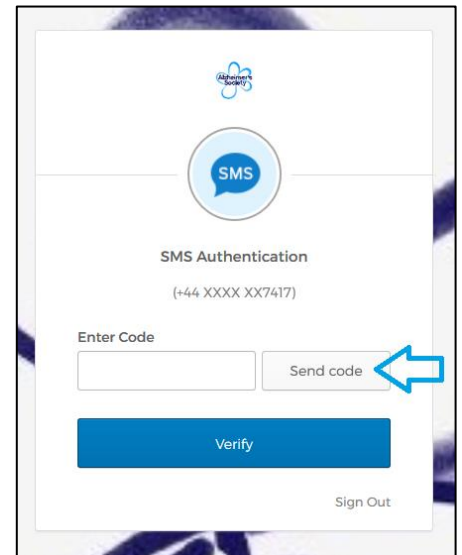 Alzheimer's
Society
SMS
SMS Authentication
(+44 XXXX XX7417)
Enter Code
Send code
Verify
Sign Out